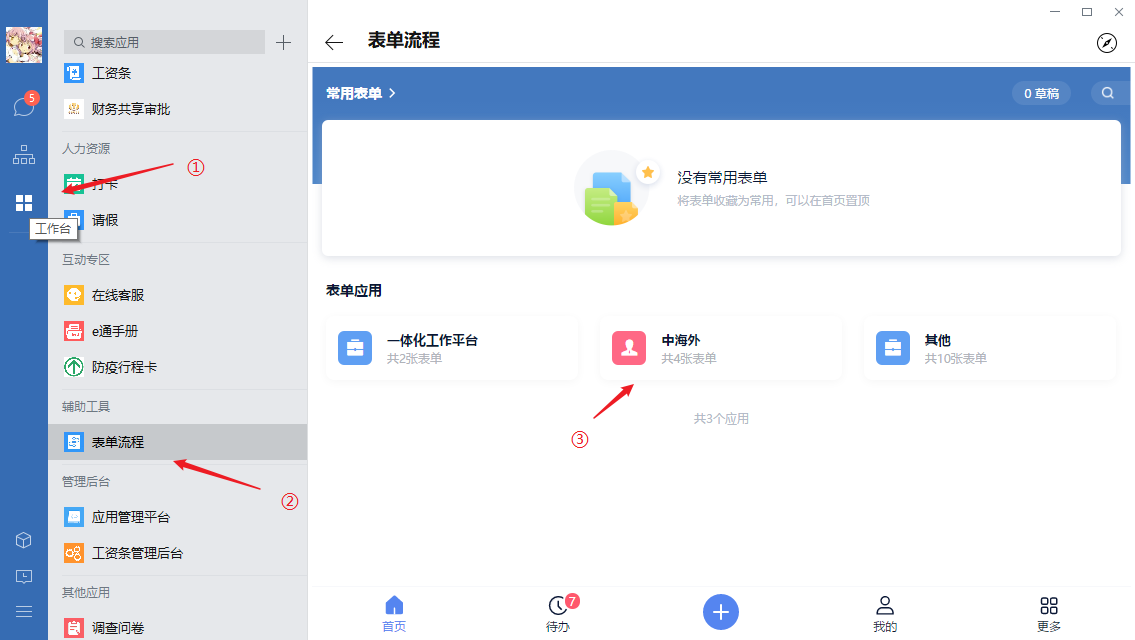 5
搜索应用
工资条
财务共享审批
人力资源
①
打卡
请假
工作台
互动专区
在线客服
e通手册
防疫行程卡
辅助工具
表单流程
管理后台
②
应用管理平台
工资条管理后台
其他应用
调查问卷
表单流程
常用表单
0 草稿
没有常用表单
将表单收藏为常用，可以在首页置顶
表单应用
一体化工作平台
共2张表单
中海外
共4张表单
其他
共10张表单
③
共3个应用
首页
7
待办
我的
更多